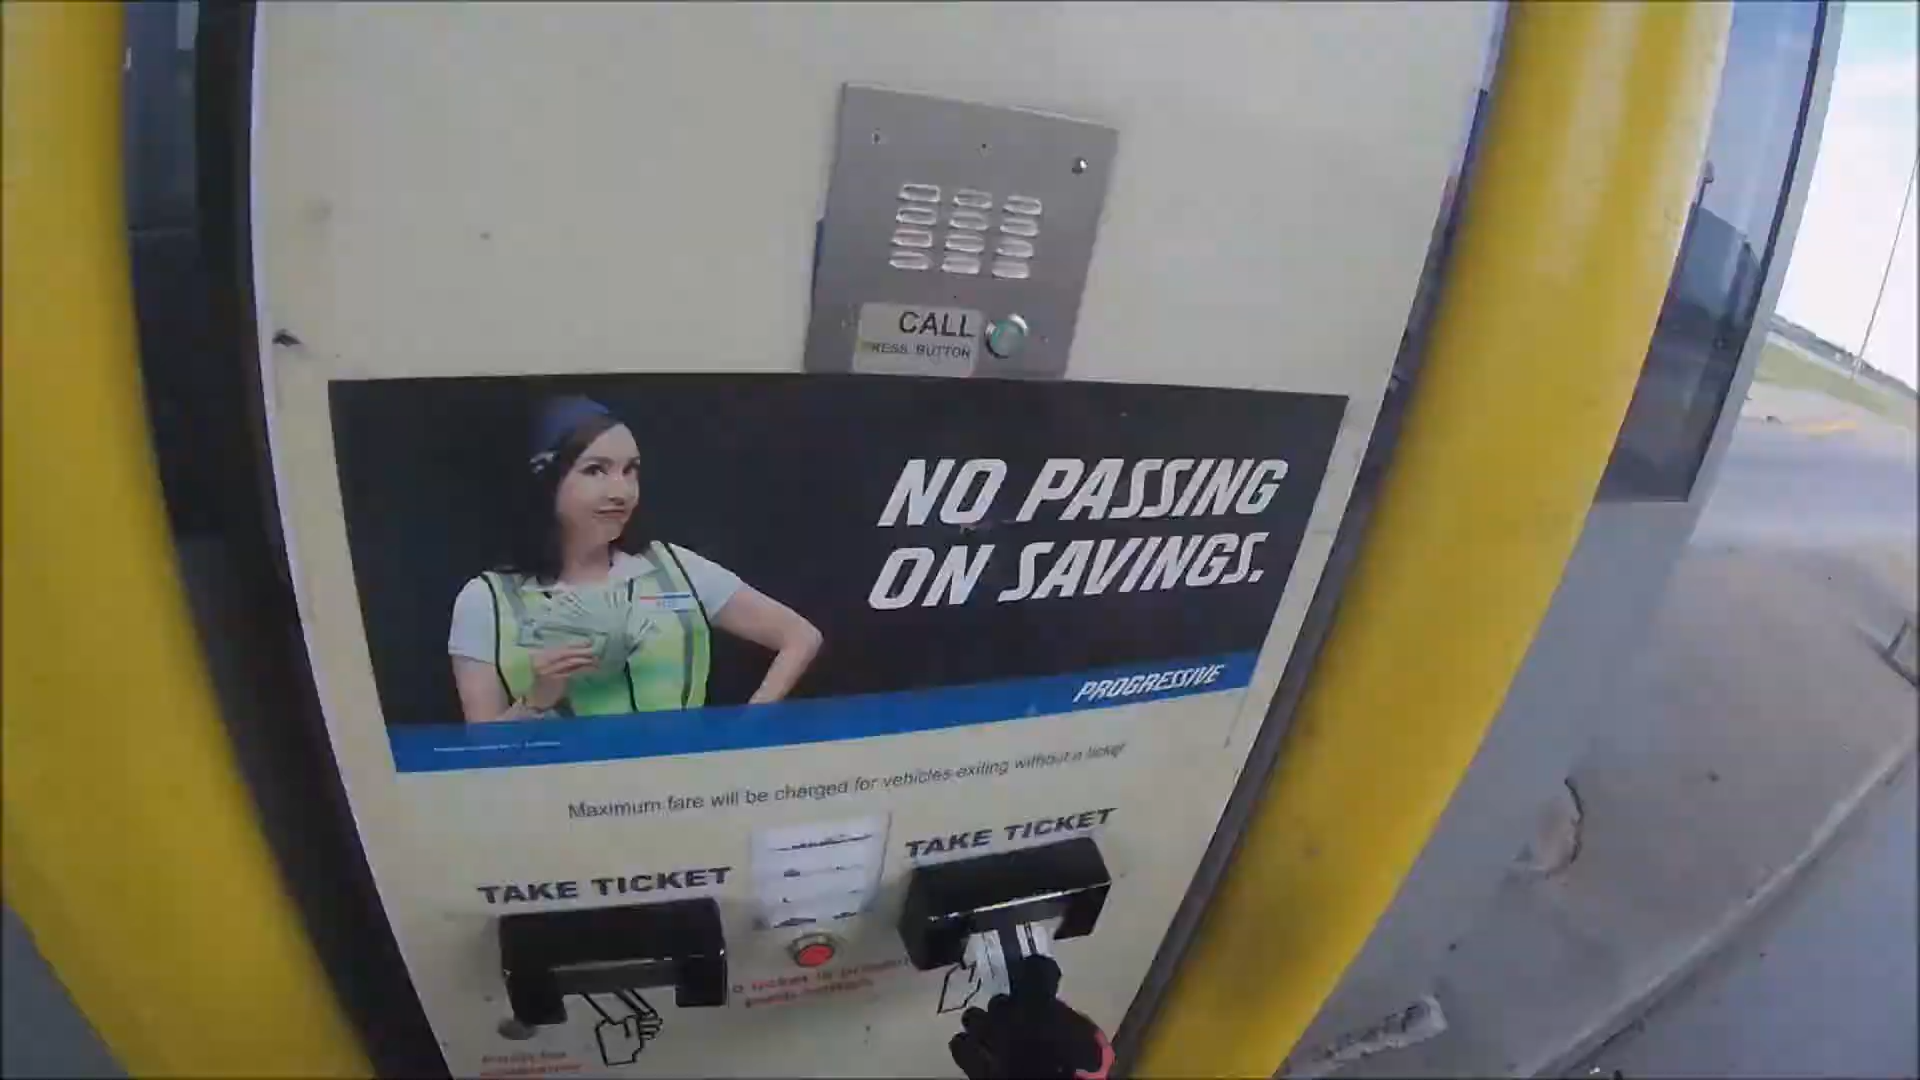 CALL
PRESS BUTTON
NO PASSING
ON SAVINGS.
PROGRESSIVE
Maximum fare will be charged for vehicles exiting without a ticket
TAKE TICKET
TAKE TICKET